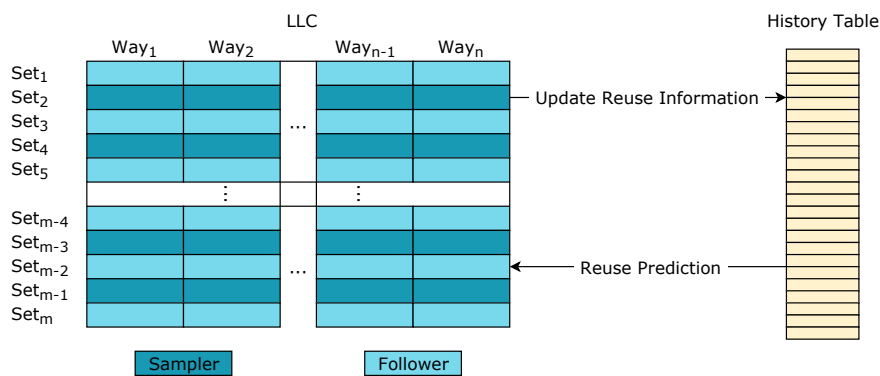 LLC History Table
Way1 Way2 Wayn-1 Wayn
Set1
Set2 Update Reuse Information
Set3
...
Set4
Set5
⋮ ⋮
Setm-4
Setm-3
Setm-2 ... Reuse Prediction
Setm-1
Setm
Sampler Follower